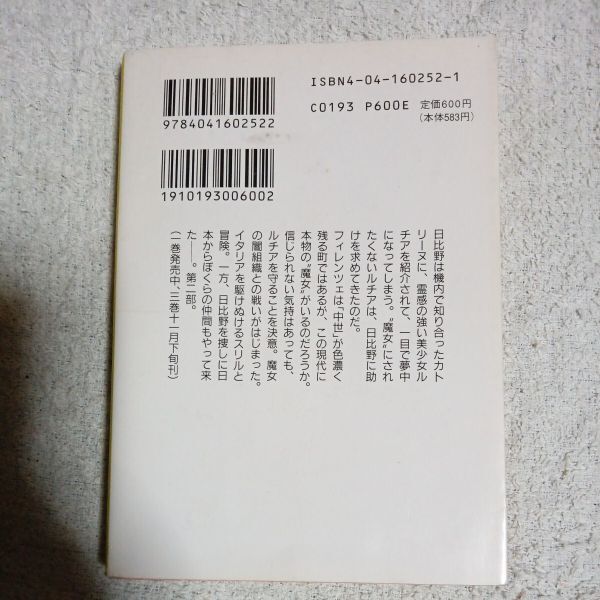 ISBN4-04-160252-1
C0193 P600E 定価600円
(本体583円)
9784041602522
1910193006002
日比野は機内で知り合ったカト
リーヌに、霊感の強い美少女ル
チアを紹介されて、一目で夢中
になってしまう。〝魔女〟にされ
たくないルチアは、日比野に助
けを求めてきたのだ。
フィレンツェは、〝中世〟が色濃く
残る町ではあるが、この現代に
本物の〝魔女〟がいるのだろうか。
信じられない気持はあっても、
ルチアを守ることを決意。魔女
の闇組織との戦いがはじまった。
イタリアを駆けぬけるスリルと
冒険。一方、日比野を捜しに日
本からぼくらの仲間もやって来
た――。第二部。
(一巻発売中、三巻十一月下旬刊)